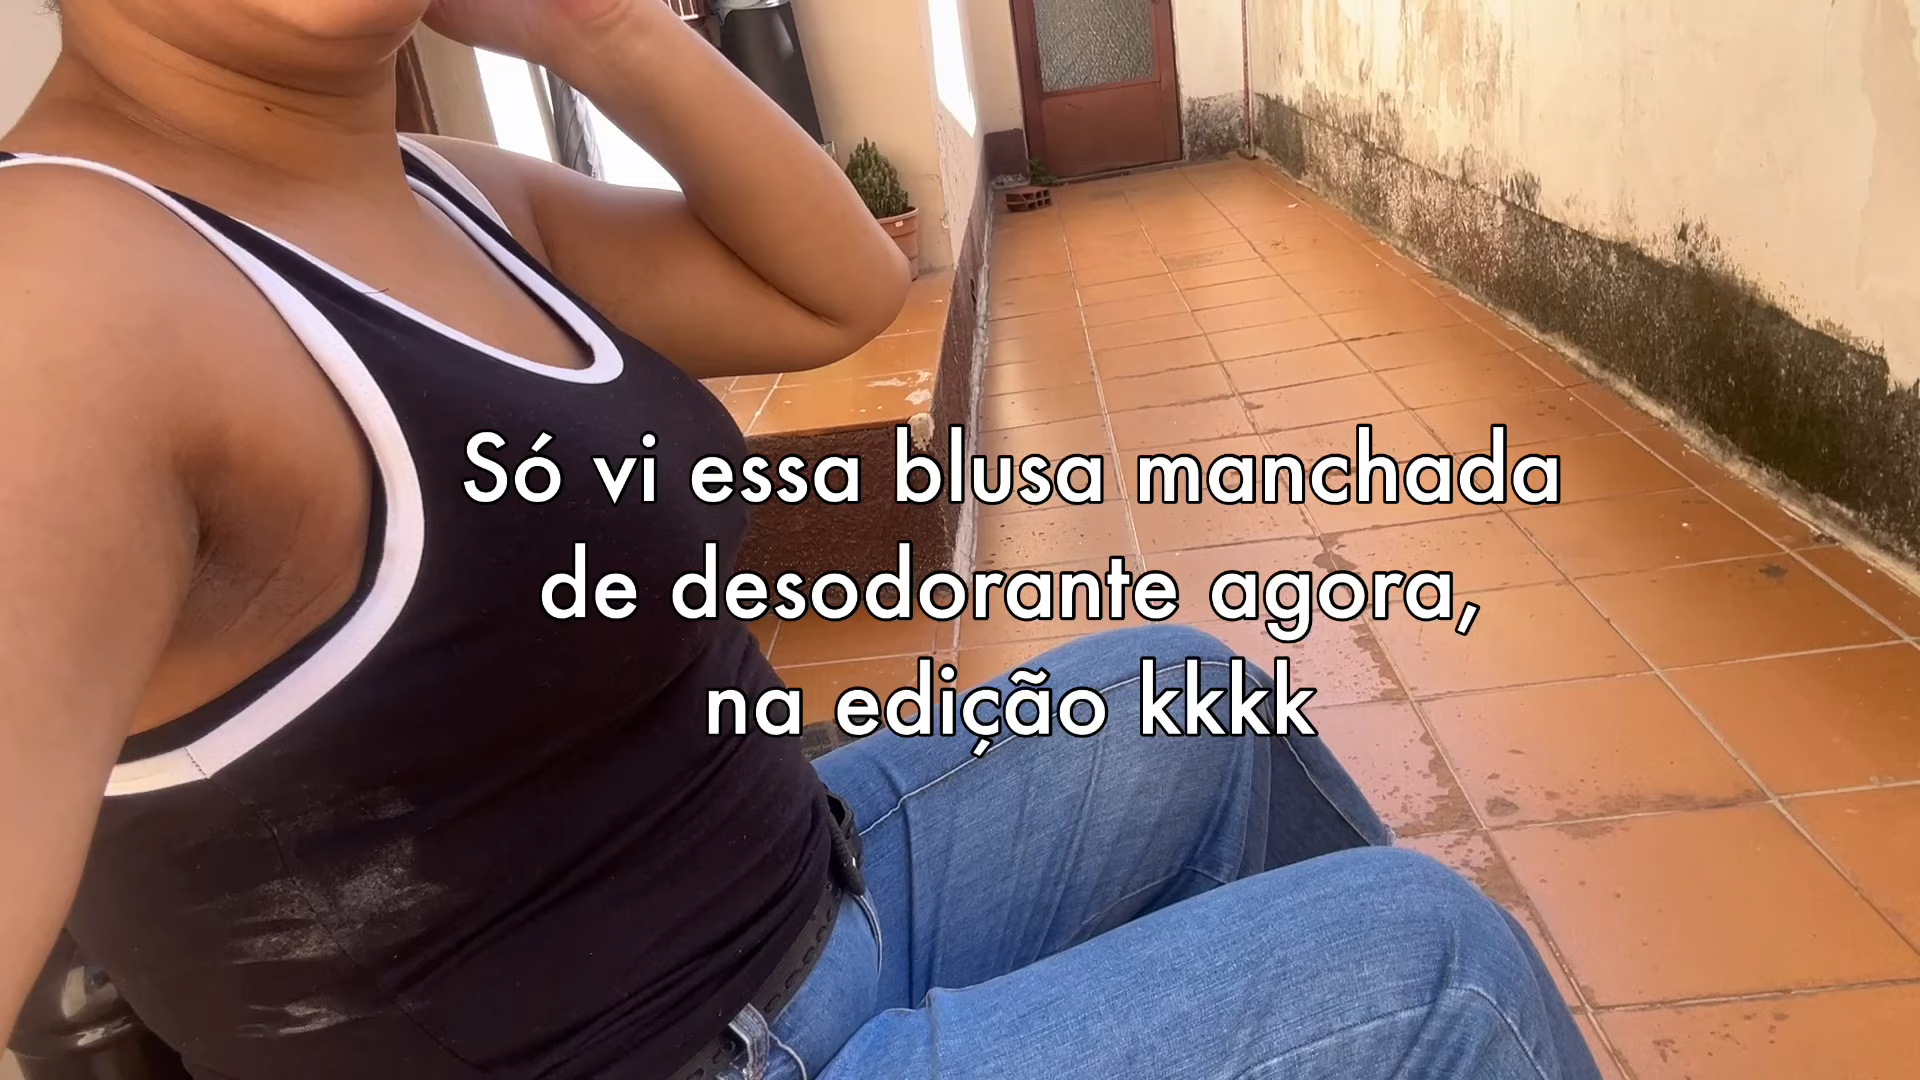 Só vi essa blusa manchada
de desodorante agora,
na edição kkkk